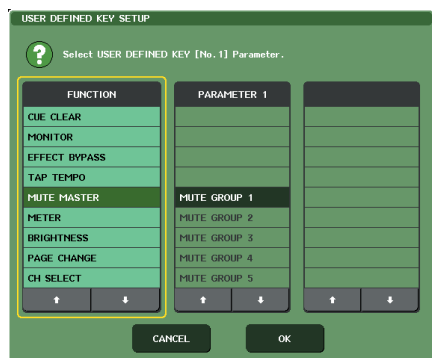 USER DEFINED KEY SETUP
?
Select USER DEFINED KEY [No.1] Parameter.
FUNCTION
CUE CLEAR
MONITOR
EFFECT BYPASS
TAP TEMPO
MUTE MASTER
METER
BRIGHTNESS
PAGE CHANGE
CH SELECT
PARAMETER 1
MUTE GROUP 1
MUTE GROUP 2
MUTE GROUP 3
MUTE GROUP 4
MUTE GROUP 5
CANCEL
OK